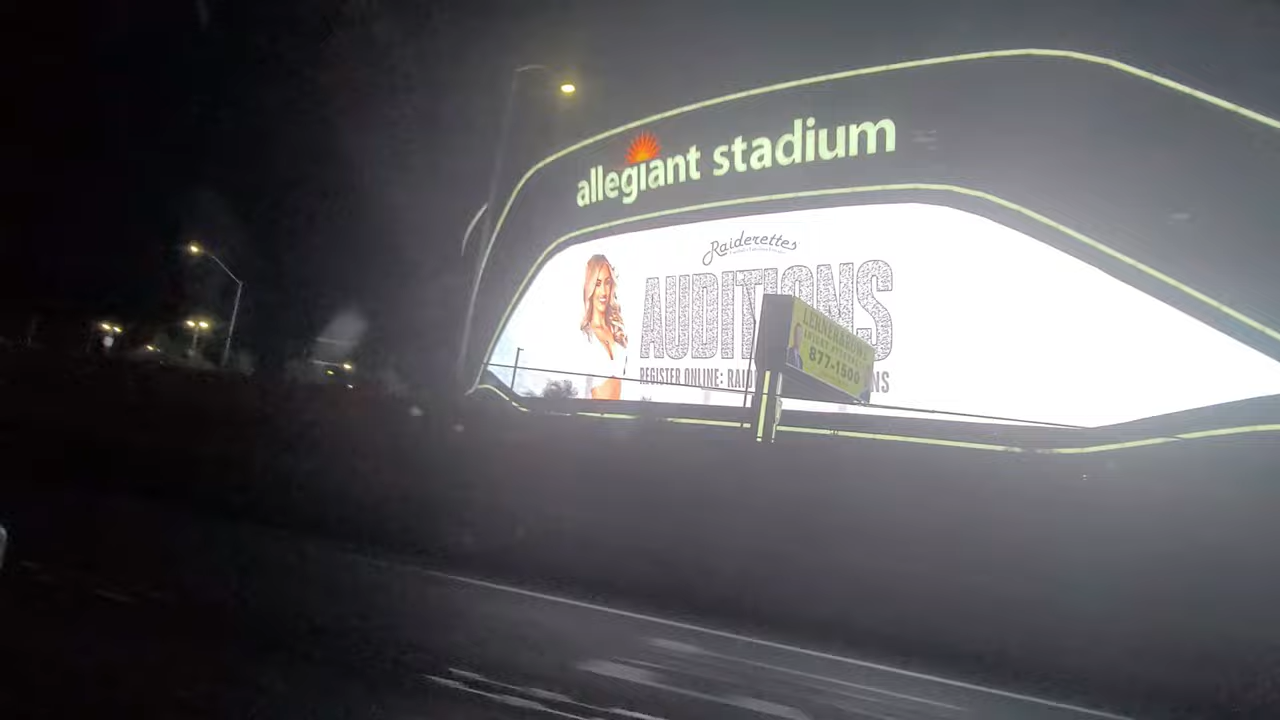 allegiant stadium
Raiderettes
AUDITIONS
REGISTER ONLINE:
877-1500